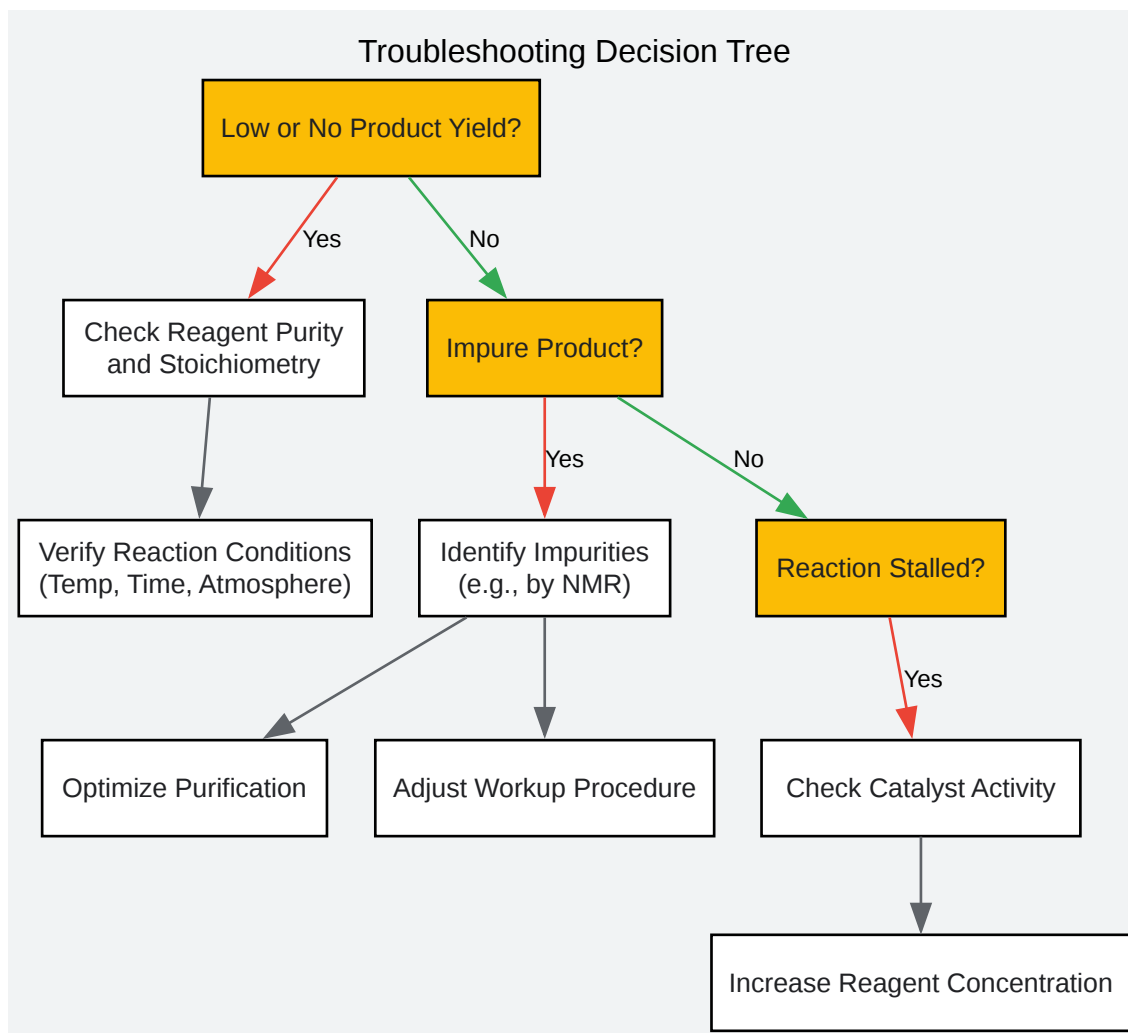 Troubleshooting Decision Tree
Low or No Product Yield?
Yes
No
Check Reagent Purity
and Stoichiometry
Impure Product?
Yes
No
Verify Reaction Conditions
(Temp, Time, Atmosphere)
Identify Impurities
(e.g., by NMR)
Reaction Stalled?
Yes
Optimize Purification
Adjust Workup Procedure
Check Catalyst Activity
Increase Reagent Concentration